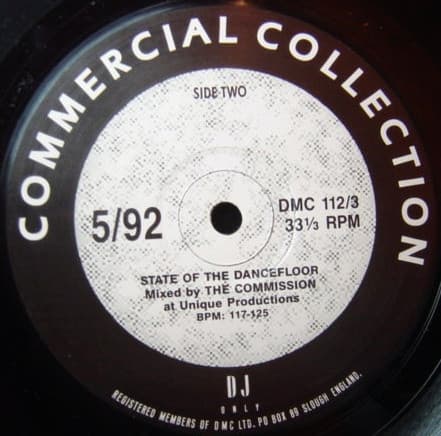 COMMERCIAL COLLECTION
SIDE TWO
5/92
DMC 112/3
33⅓ RPM
STATE OF THE DANCEFLOOR
Mixed by THE COMMISSION
at Unique Productions
BPM: 117-125
DJ
ONLY
REGISTERED MEMBERS OF DMC LTD. PO BOX 89 SLOUGH ENGLAND.